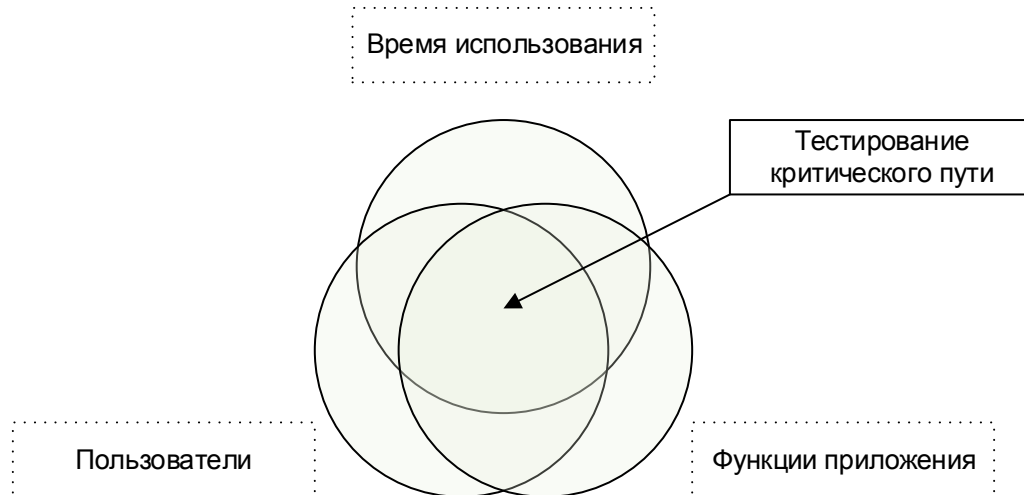 Время использования
Тестирование
критического пути
Пользователи
Функции приложения